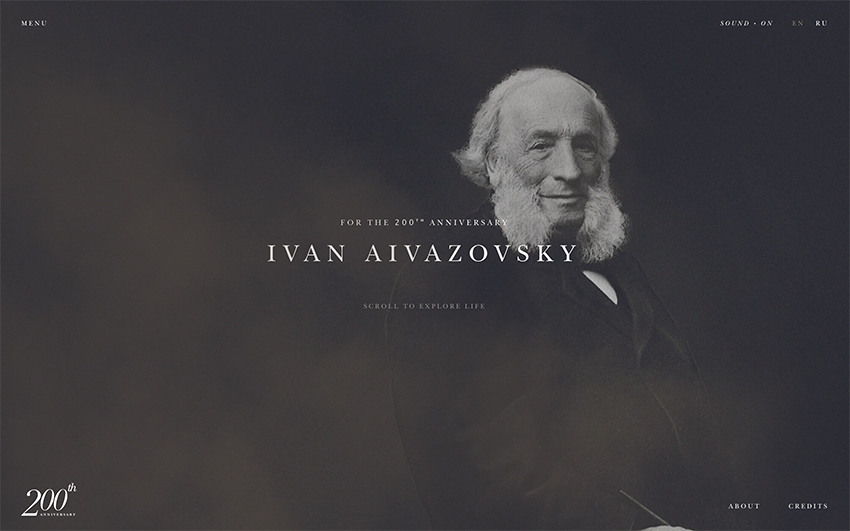 MENU
SOUND • ON EN RU
FOR THE 200TH ANNIVERSARY
IVAN AIVAZOVSKY
SCROLL TO EXPLORE LIFE
200th
ANNIVERSARY
ABOUT CREDITS